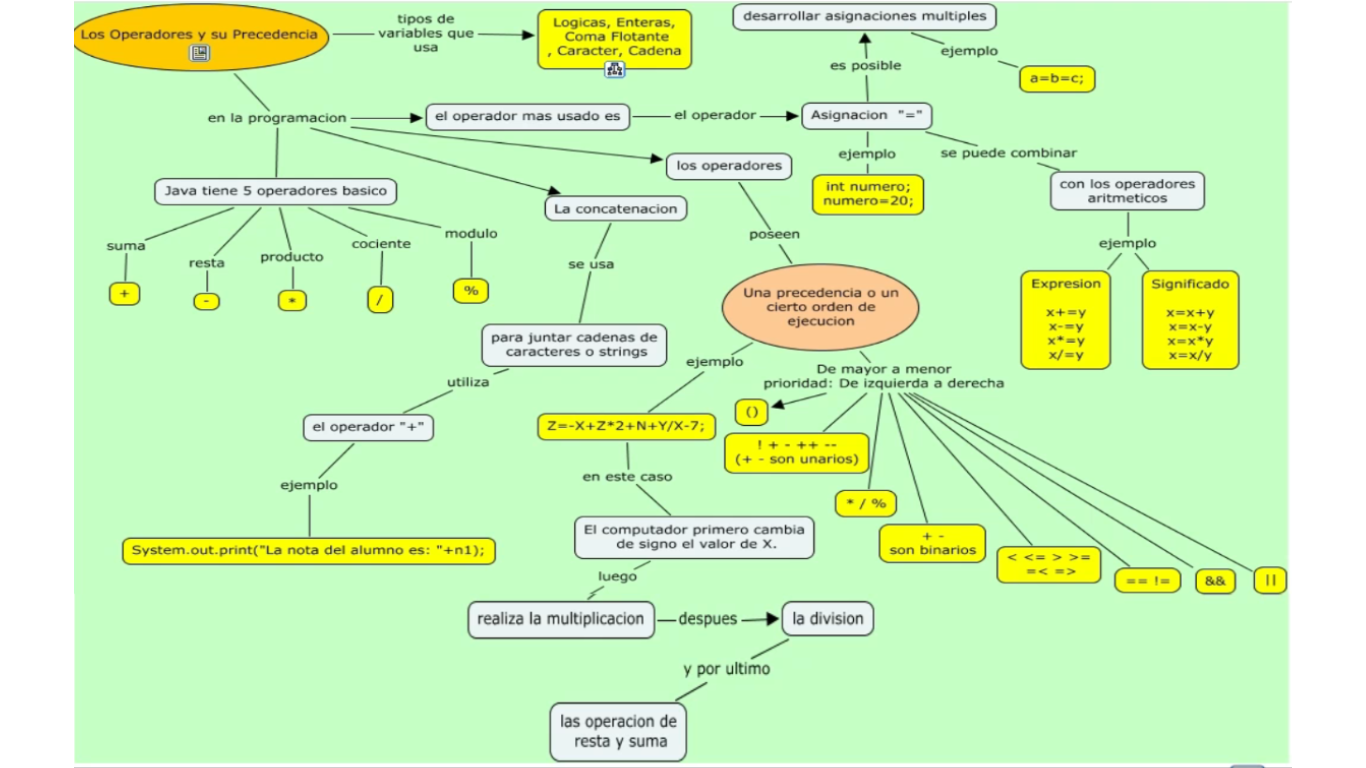 Los Operadores y su Precedencia
tipos de
variables que
usa
Logicas, Enteras,
Coma Flotante
, Caracter, Cadena
desarrollar asignaciones multiples
ejemplo
a=b=c;
es posible
en la programacion
el operador mas usado es
el operador
Asignacion "="
ejemplo
int numero;
numero=20;
se puede combinar
con los operadores
aritmeticos
ejemplo
Expresion
x+=y
x-=y
x*=y
x/=y
Significado
x=x+y
x=x-y
x=x*y
x=x/y
Java tiene 5 operadores basico
suma
+
resta
-
producto
*
cociente
/
modulo
%
La concatenacion
se usa
para juntar cadenas de
caracteres o strings
utiliza
el operador "+"
ejemplo
System.out.print("La nota del alumno es: "+n1);
los operadores
poseen
Una precedencia o un
cierto orden de
ejecucion
ejemplo
Z=-X+Z*2+N+Y/X-7;
en este caso
El computador primero cambia
de signo el valor de X.
luego
realiza la multiplicacion
despues
la division
y por ultimo
las operacion de
resta y suma
De mayor a menor
prioridad: De izquierda a derecha
()
! + - ++ --
(+ - son unarios)
* / %
+ -
son binarios
< <= > >=
=< =>
== !=
&&
||